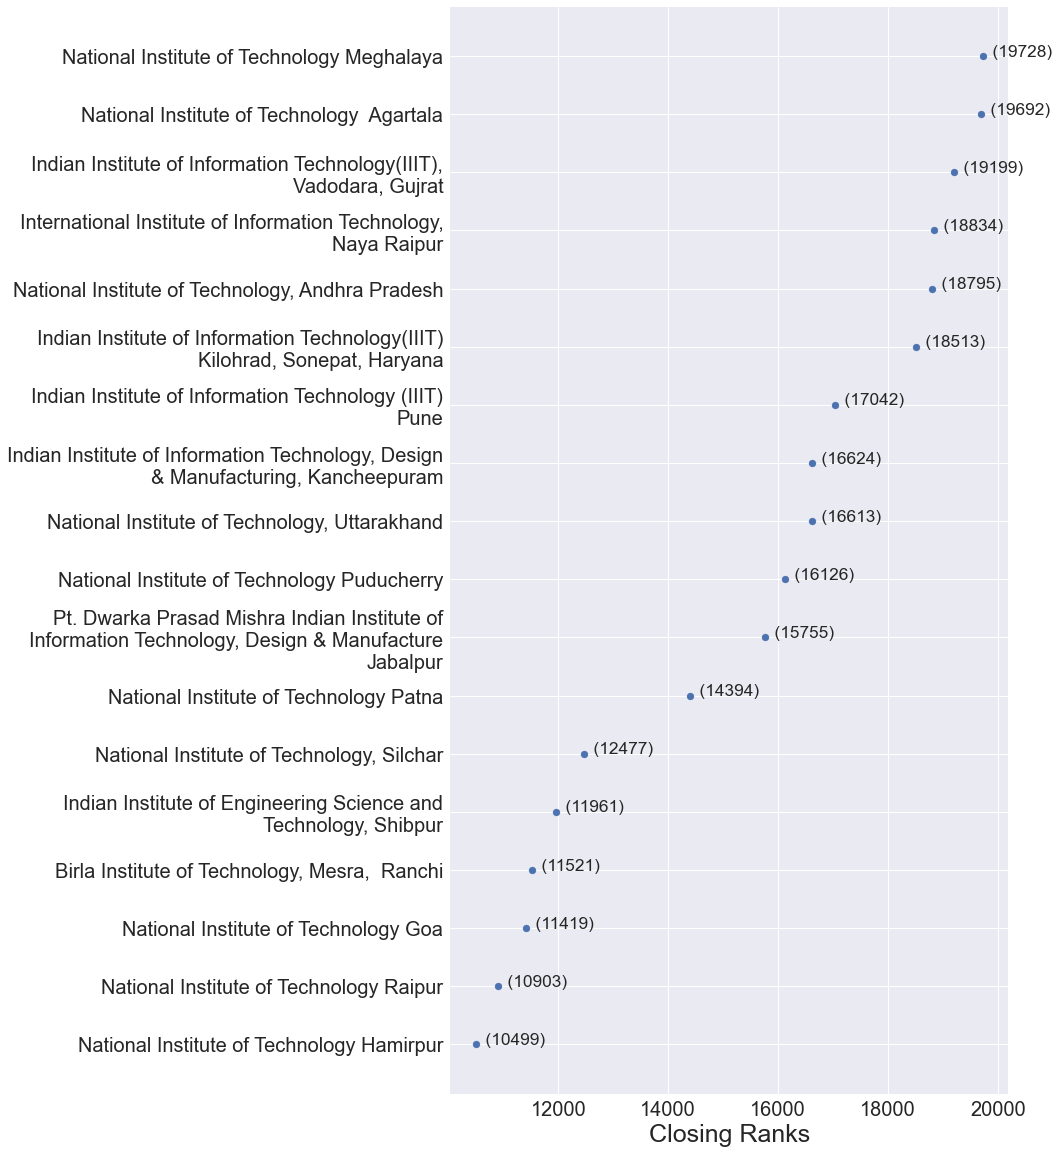 National Institute of Technology Meghalaya
(19728)
National Institute of Technology  Agartala
(19692)
Indian Institute of Information Technology(IIIT),
Vadodara, Gujrat
(19199)
International Institute of Information Technology,
Naya Raipur
(18834)
National Institute of Technology, Andhra Pradesh
(18795)
Indian Institute of Information Technology(IIIT)
Kilohrad, Sonepat, Haryana
(18513)
Indian Institute of Information Technology (IIIT)
Pune
(17042)
Indian Institute of Information Technology, Design
& Manufacturing, Kancheepuram
(16624)
National Institute of Technology, Uttarakhand
(16613)
National Institute of Technology Puducherry
(16126)
Pt. Dwarka Prasad Mishra Indian Institute of
Information Technology, Design & Manufacture
Jabalpur
(15755)
National Institute of Technology Patna
(14394)
National Institute of Technology, Silchar
(12477)
Indian Institute of Engineering Science and
Technology, Shibpur
(11961)
Birla Institute of Technology, Mesra,  Ranchi
(11521)
National Institute of Technology Goa
(11419)
National Institute of Technology Raipur
(10903)
National Institute of Technology Hamirpur
(10499)
12000 14000 16000 18000 20000
Closing Ranks